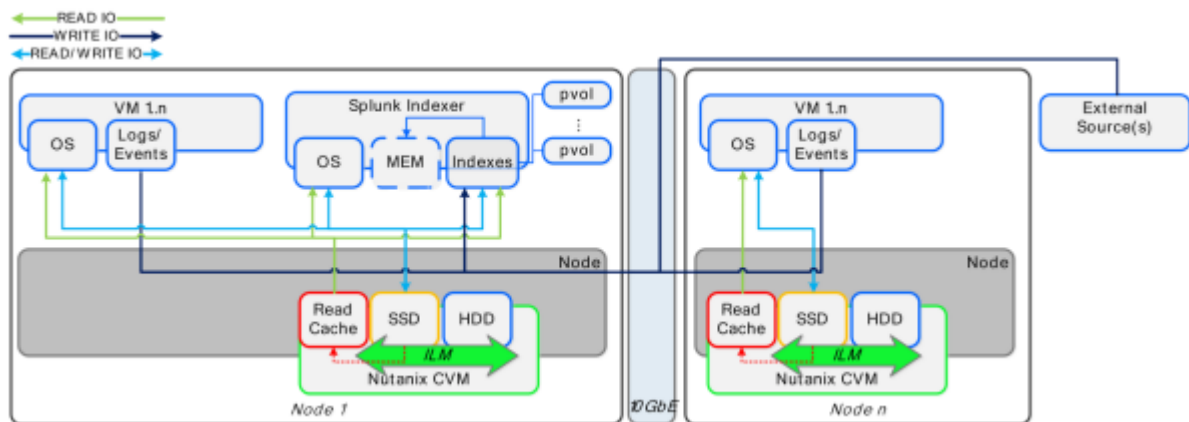 READ IO
WRITE IO
READ/WRITE IO
VM 1.n
OS
Logs/
Events
Splunk Indexer
OS
MEM
Indexes
pvol
⋮
pvol
Node
Read
Cache
SSD
HDD
ILM
Nutanix CVM
Node 1
10GbE
VM 1.n
OS
Logs/
Events
Node
Read
Cache
SSD
HDD
ILM
Nutanix CVM
Node n
External
Source(s)